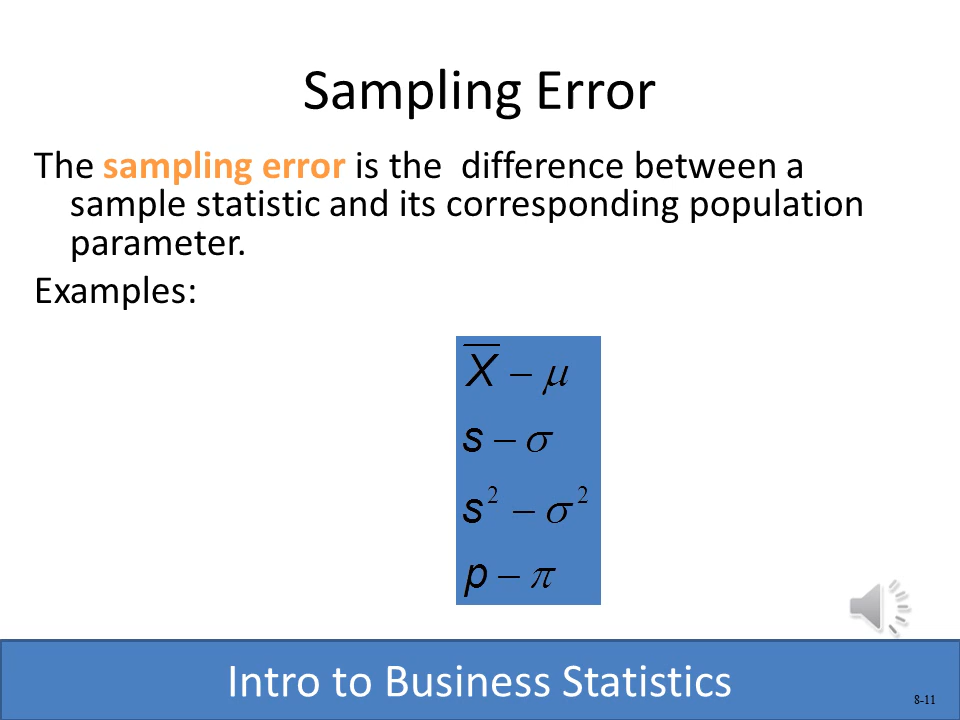 Sampling Error
The sampling error is the  difference between a
sample statistic and its corresponding population
parameter.
Examples:
X̅ – μ
s – σ
s² – σ²
p – π
Intro to Business Statistics
8-11